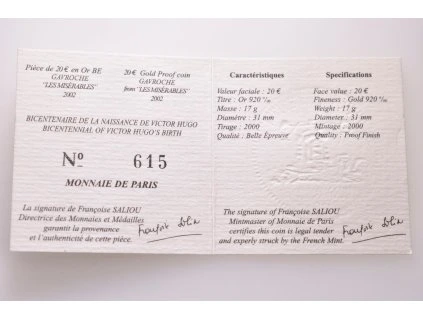 Pièce de 20 € en Or BE
GAVROCHE
"LES MISÉRABLES"
2002
20 € Gold Proof coin
GAVROCHE
from "LES MISÉRABLES"
2002
BICENTENAIRE DE LA NAISSANCE DE VICTOR HUGO
BICENTENNIAL OF VICTOR HUGO'S BIRTH
Nº 615
MONNAIE DE PARIS
La signature de Françoise SALIOU
Directrice des Monnaies et Médailles
garantit la provenance
et l'authenticité de cette pièce.
Caractéristiques
Valeur faciale : 20 €
Titre : Or 920 ‰
Masse : 17 g
Diamètre : 31 mm
Tirage : 2000
Qualité : Belle Épreuve
Specifications
Face value : 20 €
Fineness : Gold 920 ‰
Weight : 17 g
Diameter : 31 mm
Mintage : 2000
Quality : Proof Finish
The signature of Françoise SALIOU
Mintmaster of Monnaie de Paris
certifies this coin is legal tender
and experly struck by the French Mint.